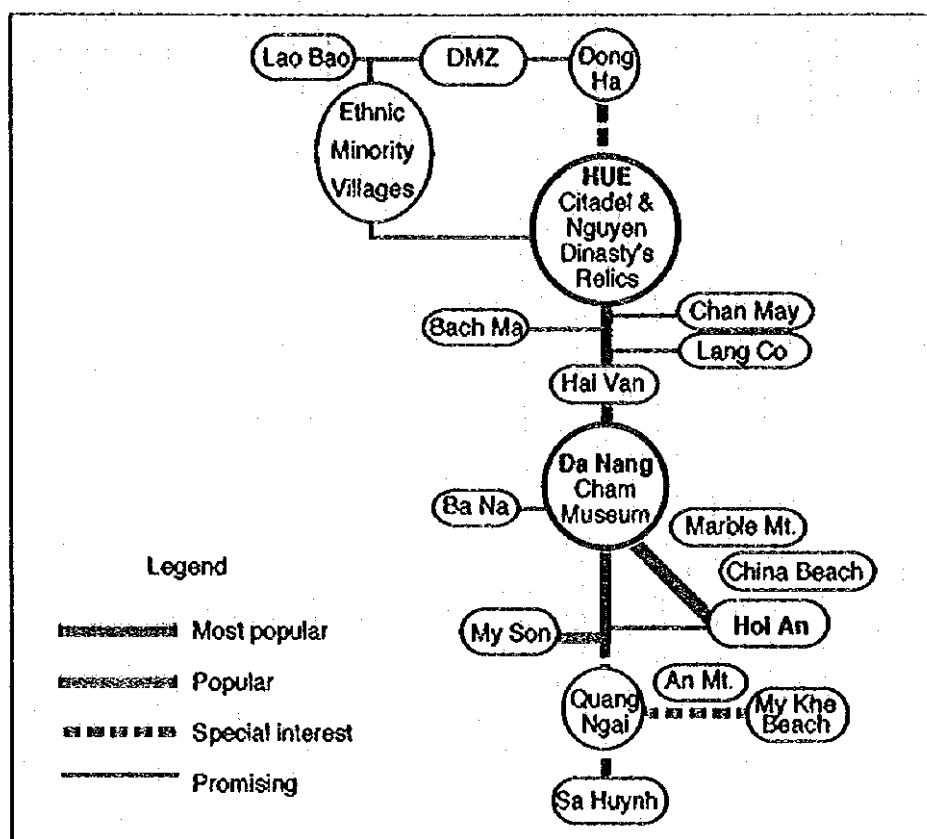 Lao Bao
DMZ
Dong
Ha
Ethnic
Minority
Villages
HUE
Citadel &
Nguyen
Dinasty's
Relics
Bach Ma
Chan May
Lang Co
Hai Van
Da Nang
Cham
Museum
Ba Na
Marble Mt.
China Beach
My Son
Hoi An
Quang
Ngai
An Mt.
My Khe
Beach
Sa Huynh
Legend
Most popular
Popular
Special interest
Promising